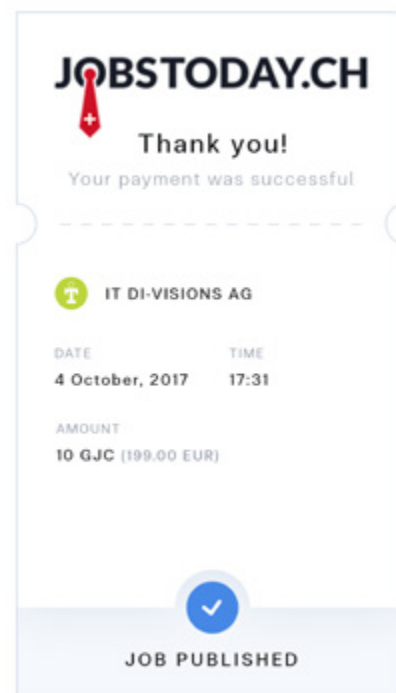 JOBSTODAY.CH
Thank you!
Your payment was successful
IT DI-VISIONS AG
DATE TIME
4 October, 2017 17:31
AMOUNT
10 GJC (199.00 EUR)
JOB PUBLISHED